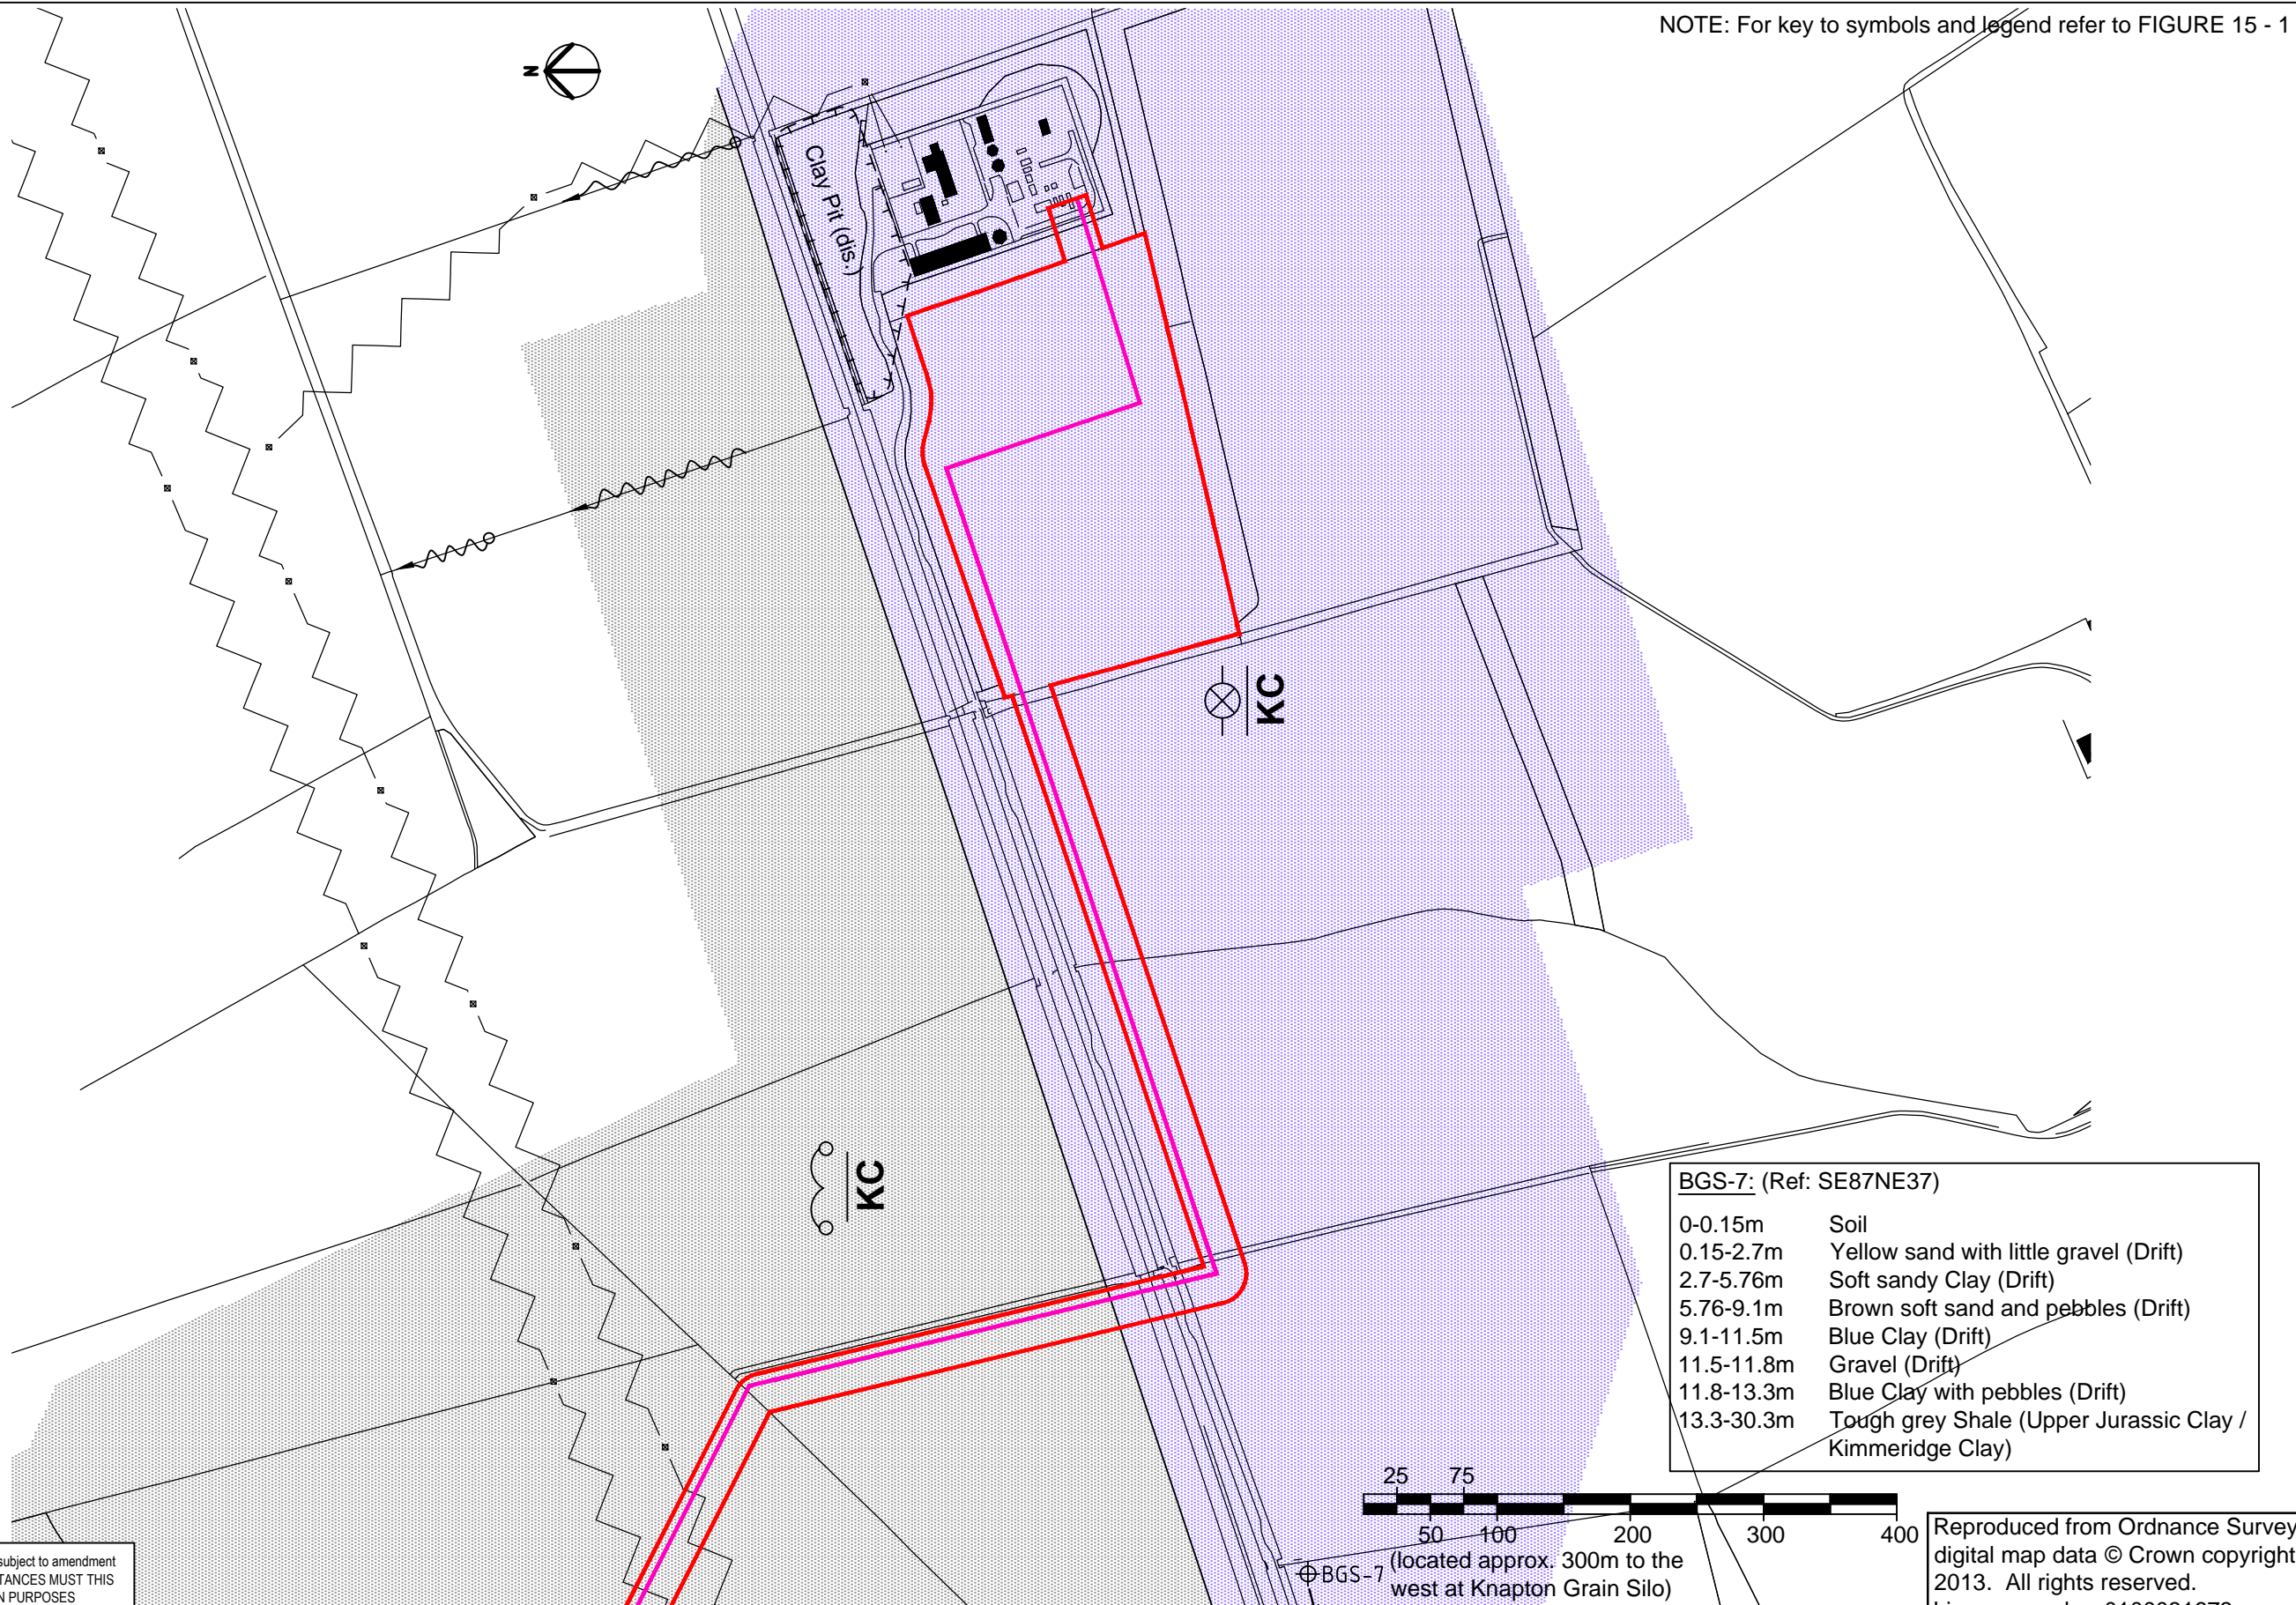 NOTE: For key to symbols and legend refer to FIGURE 15 - 1
N
Clay Pit (dis.)
KC
KC
BGS-7: (Ref: SE87NE37)
0-0.15m Soil
0.15-2.7m Yellow sand with little gravel (Drift)
2.7-5.76m Soft sandy Clay (Drift)
5.76-9.1m Brown soft sand and pebbles (Drift)
9.1-11.5m Blue Clay (Drift)
11.5-11.8m Gravel (Drift)
11.8-13.3m Blue Clay with pebbles (Drift)
13.3-30.3m Tough grey Shale (Upper Jurassic Clay /
Kimmeridge Clay)
25 75
50 100 200 300 400
BGS-7 (located approx. 300m to the
west at Knapton Grain Silo)
Reproduced from Ordnance Survey
digital map data © Crown copyright
2013. All rights reserved.
subject to amendment
MUST THIS
PURPOSES